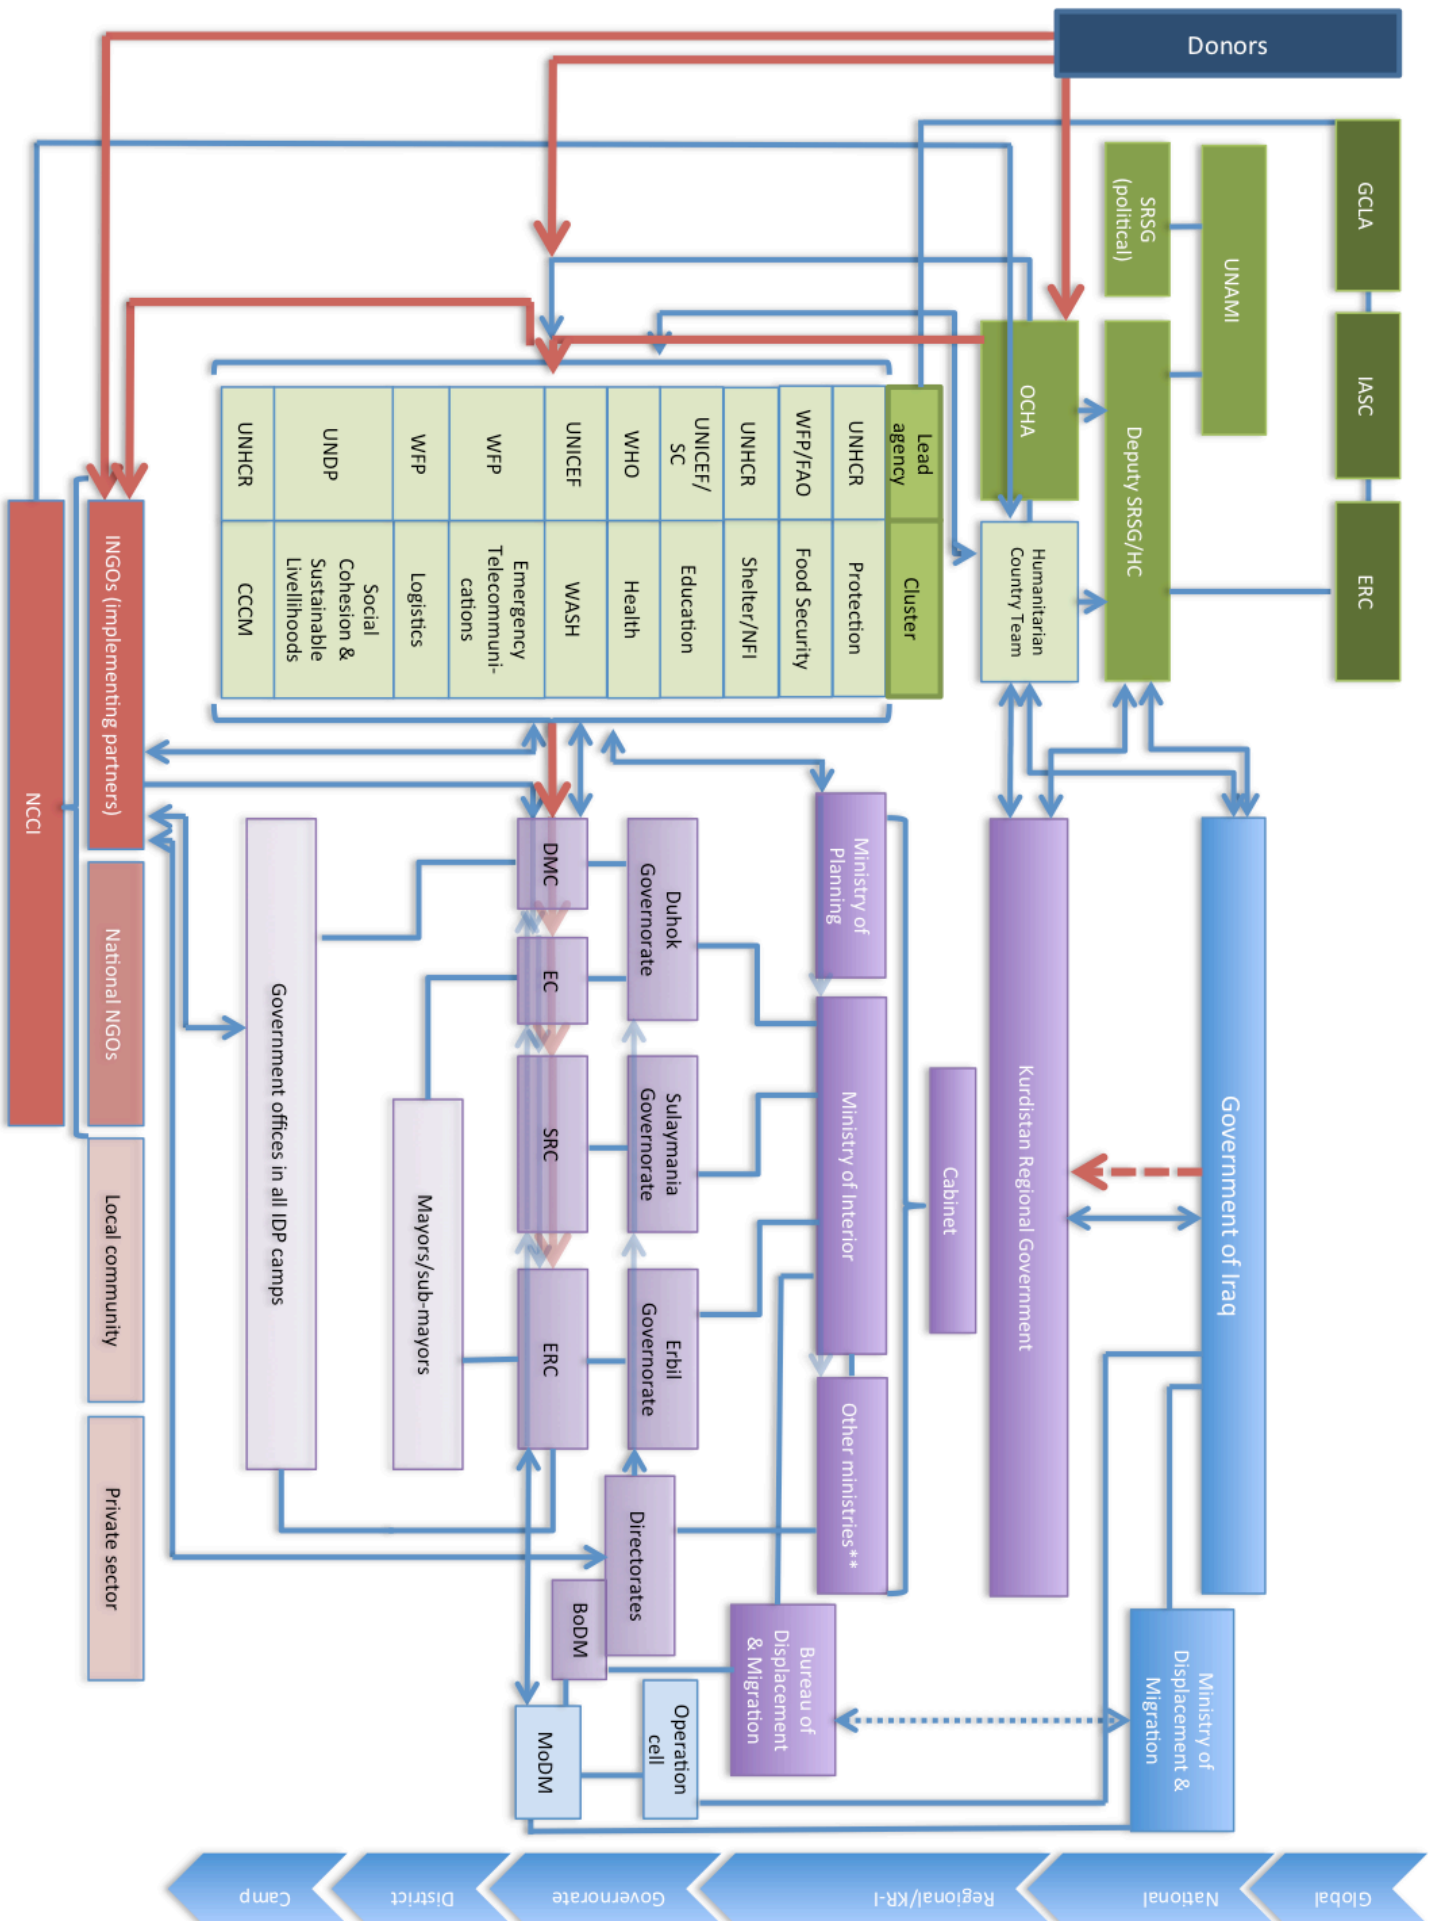 Donors
GCLA
IASC
ERC
UNAMI
SRSG
(political)
Deputy SRSG/HC
OCHA
Humanitarian
Country Team
Lead
agency
Cluster
UNHCR
Protection
WFP/FAO
Food Security
UNHCR
Shelter/NFI
UNICEF/
SC
Education
WHO
Health
UNICEF
WASH
WFP
Emergency
Telecommuni-
cations
WFP
Logistics
UNDP
Social
Cohesion &
Sustainable
Livellihoods
UNHCR
CCCM
INGOs (implementing partners)
National NGOs
Local community
Private sector
NCCI
Government of Iraq
Ministry of
Displacement &
Migration
Kurdistan Regional Government
Cabinet
Ministry of
Planning
Ministry of Interior
Other ministries**
Bureau of
Displacement
& Migration
Duhok
Governorate
Sulaymania
Governorate
Erbil
Governorate
Directorates
BoDM
Operation
cell
MoDM
DMC
EC
SRC
ERC
Mayors/sub-mayors
Government offices in all IDP camps
Global
National
Regional/KR-I
Governorate
District
Camp